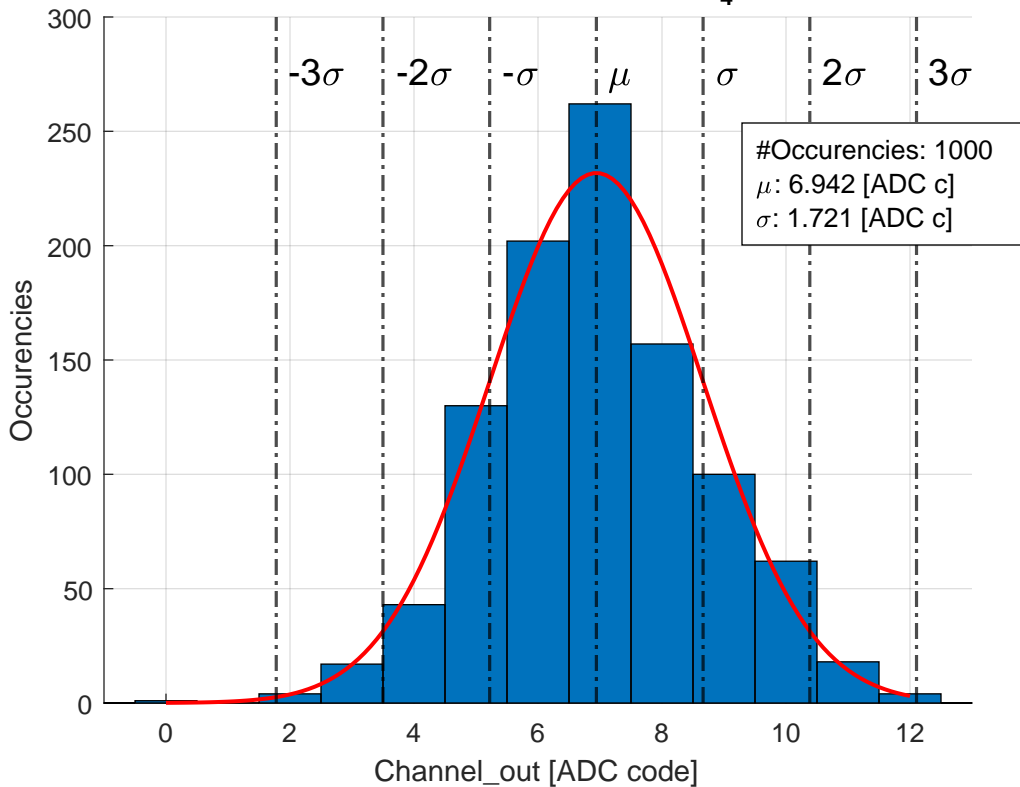 4
300
250
200
150
100
50
0
-3σ -2σ -σ μ σ 2σ 3σ
#Occurencies: 1000
μ: 6.942 [ADC c]
σ: 1.721 [ADC c]
Occurencies
0 2 4 6 8 10 12
Channel_out [ADC code]